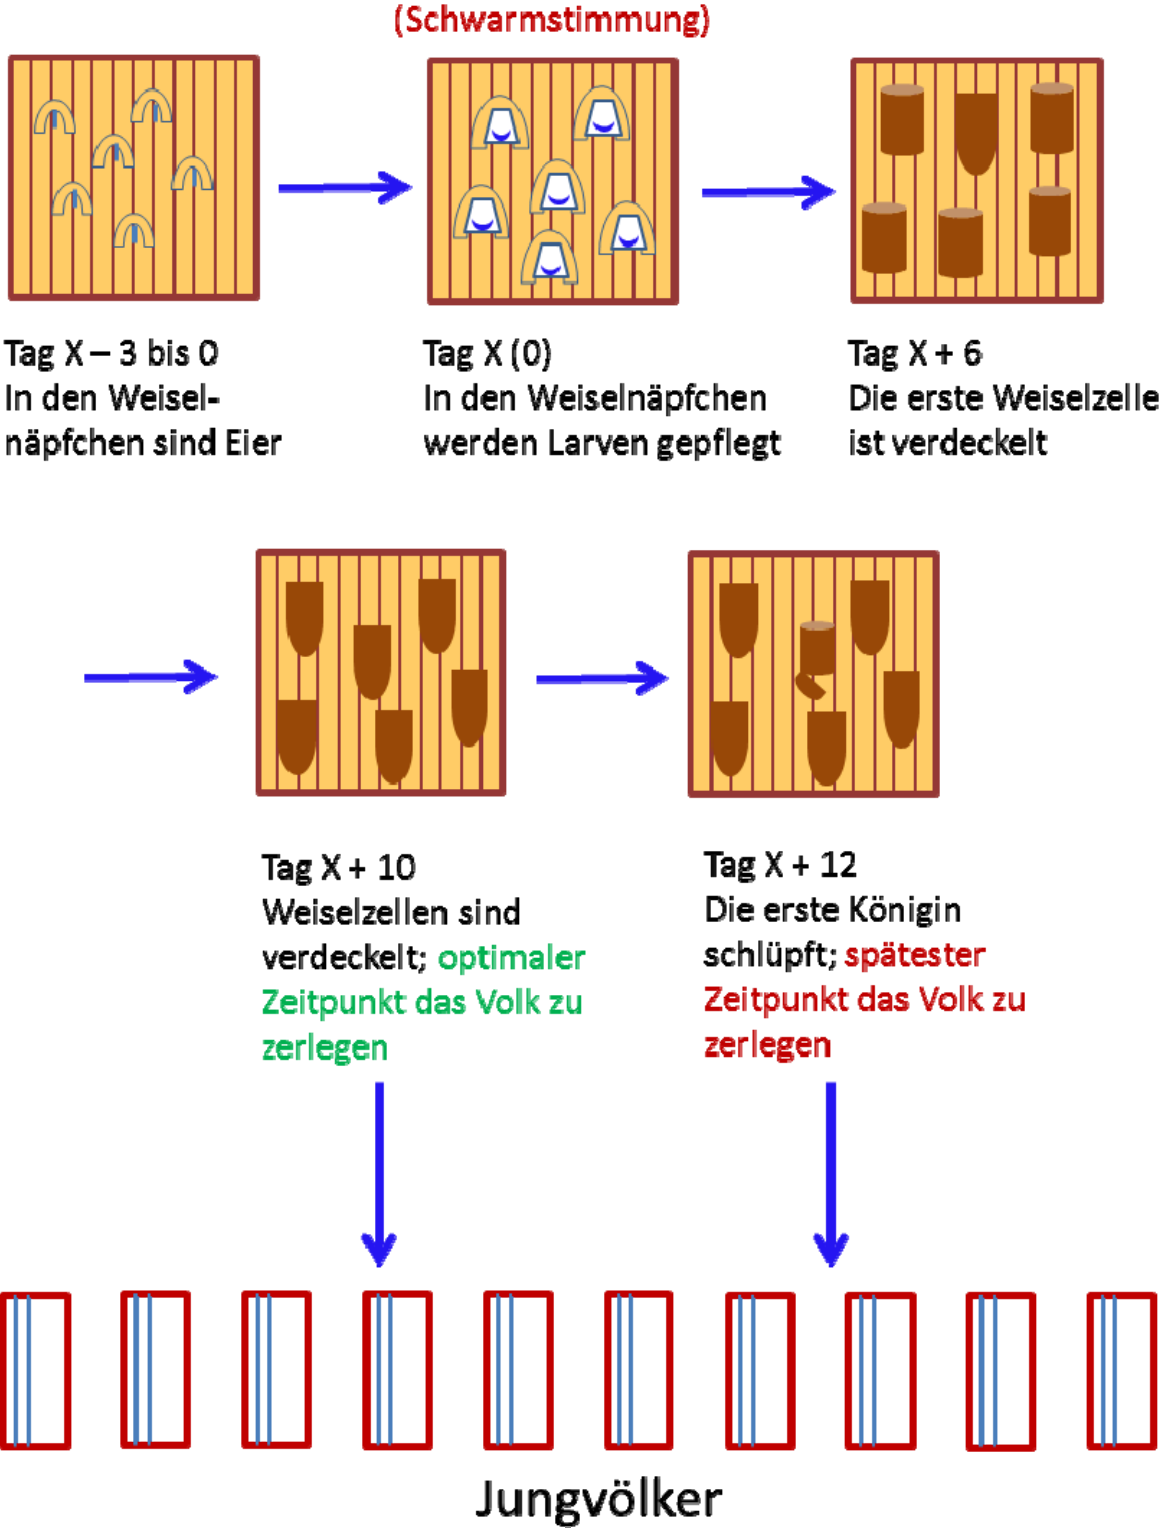 (Schwarmstimmung)
Tag X – 3 bis 0
In den Weisel-
näpfchen sind Eier
Tag X (0)
In den Weiselnäpfchen
werden Larven gepflegt
Tag X + 6
Die erste Weiselzelle
ist verdeckelt
Tag X + 10
Weiselzellen sind
verdeckelt; optimaler
Zeitpunkt das Volk zu
zerlegen
Tag X + 12
Die erste Königin
schlüpft; spätester
Zeitpunkt das Volk zu
zerlegen
Jungvölker